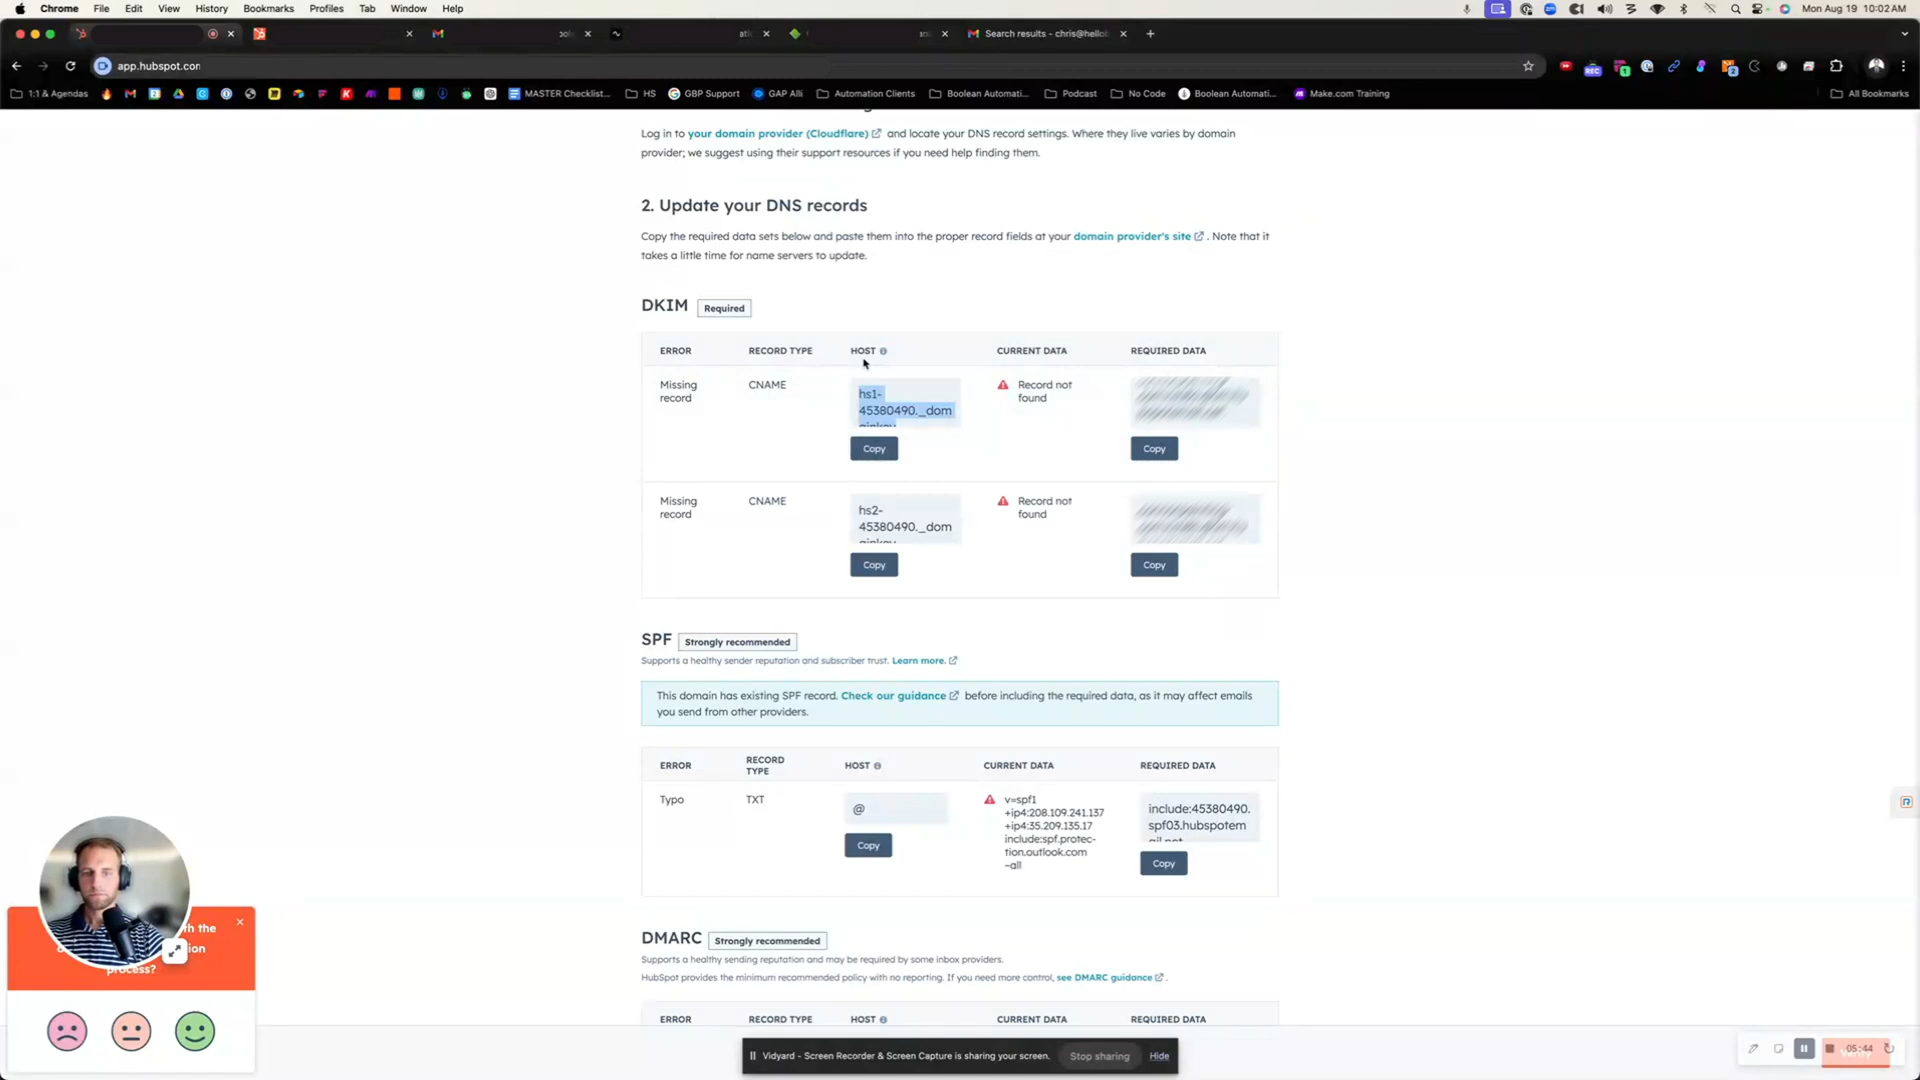 Chrome File Edit View History Bookmarks Profiles Tab Window Help
Mon Aug 19 10:02 AM
Search results - chris@hellob
app.hubspot.con
REC
1:1 & Agendas
MASTER Checklist...
HS
GBP Support
GAP Alli
Automation Clients
Boolean Automati...
Podcast
No Code
Boolean Automati...
Make.com Training
All Bookmarks
Log in to your domain provider (Cloudflare) and locate your DNS record settings. Where they live varies by domain
provider; we suggest using their support resources if you need help finding them.
2. Update your DNS records
Copy the required data sets below and paste them into the proper record fields at your domain provider's site . Note that it
takes a little time for name servers to update.
DKIM Required
ERROR RECORD TYPE HOST CURRENT DATA REQUIRED DATA
Missing
record
CNAME
hs1-
45380490._dom
ainkey
Copy
Record not
found
Copy
Missing
record
CNAME
hs2-
45380490._dom
ainkey
Copy
Record not
found
Copy
SPF Strongly recommended
Supports a healthy sender reputation and subscriber trust. Learn more.
This domain has existing SPF record. Check our guidance before including the required data, as it may affect emails
you send from other providers.
ERROR RECORD TYPE HOST CURRENT DATA REQUIRED DATA
Typo
TXT
@
Copy
v=spf1
+ip4:208.109.241.137
+ip4:35.209.135.17
include:spf.protec-
tion.outlook.com
-all
include:45380490.
spf03.hubspotem
ail.net
Copy
DMARC Strongly recommended
Supports a healthy sending reputation and may be required by some inbox providers.
HubSpot provides the minimum recommended policy with no reporting. If you need more control, see DMARC guidance .
ERROR RECORD TYPE HOST CURRENT DATA REQUIRED DATA
th the
ion
process?
Vidyard - Screen Recorder & Screen Capture is sharing your screen.
Stop sharing
Hide
05:44